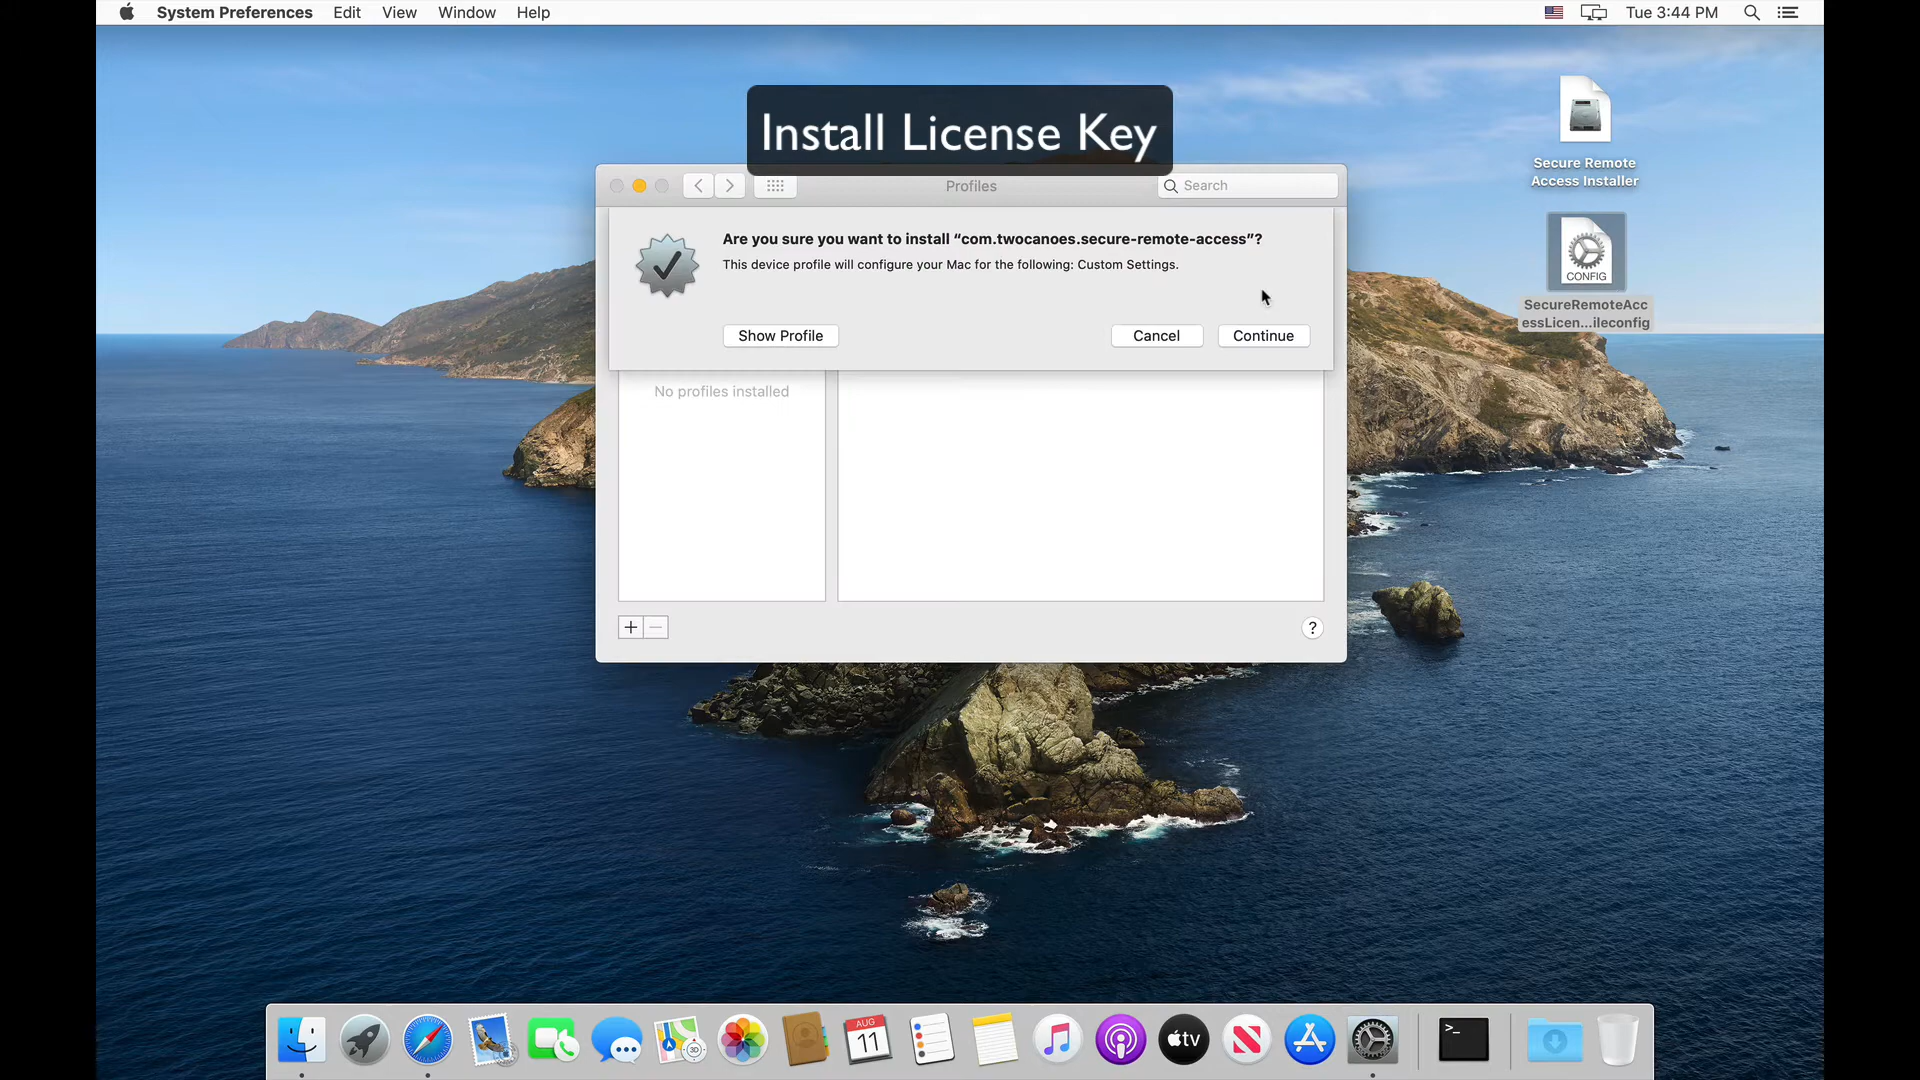 System Preferences Edit View Window Help
Tue 3:44 PM
Install License Key
Secure Remote
Access Installer
Profiles
Search
Are you sure you want to install “com.twocanoes.secure-remote-access”?
This device profile will configure your Mac for the following: Custom Settings.
CONFIG
SecureRemoteAcc
essLicen...ileconfig
Show Profile
Cancel
Continue
No profiles installed
+ −
?
AUG
11
3D
tv
>_